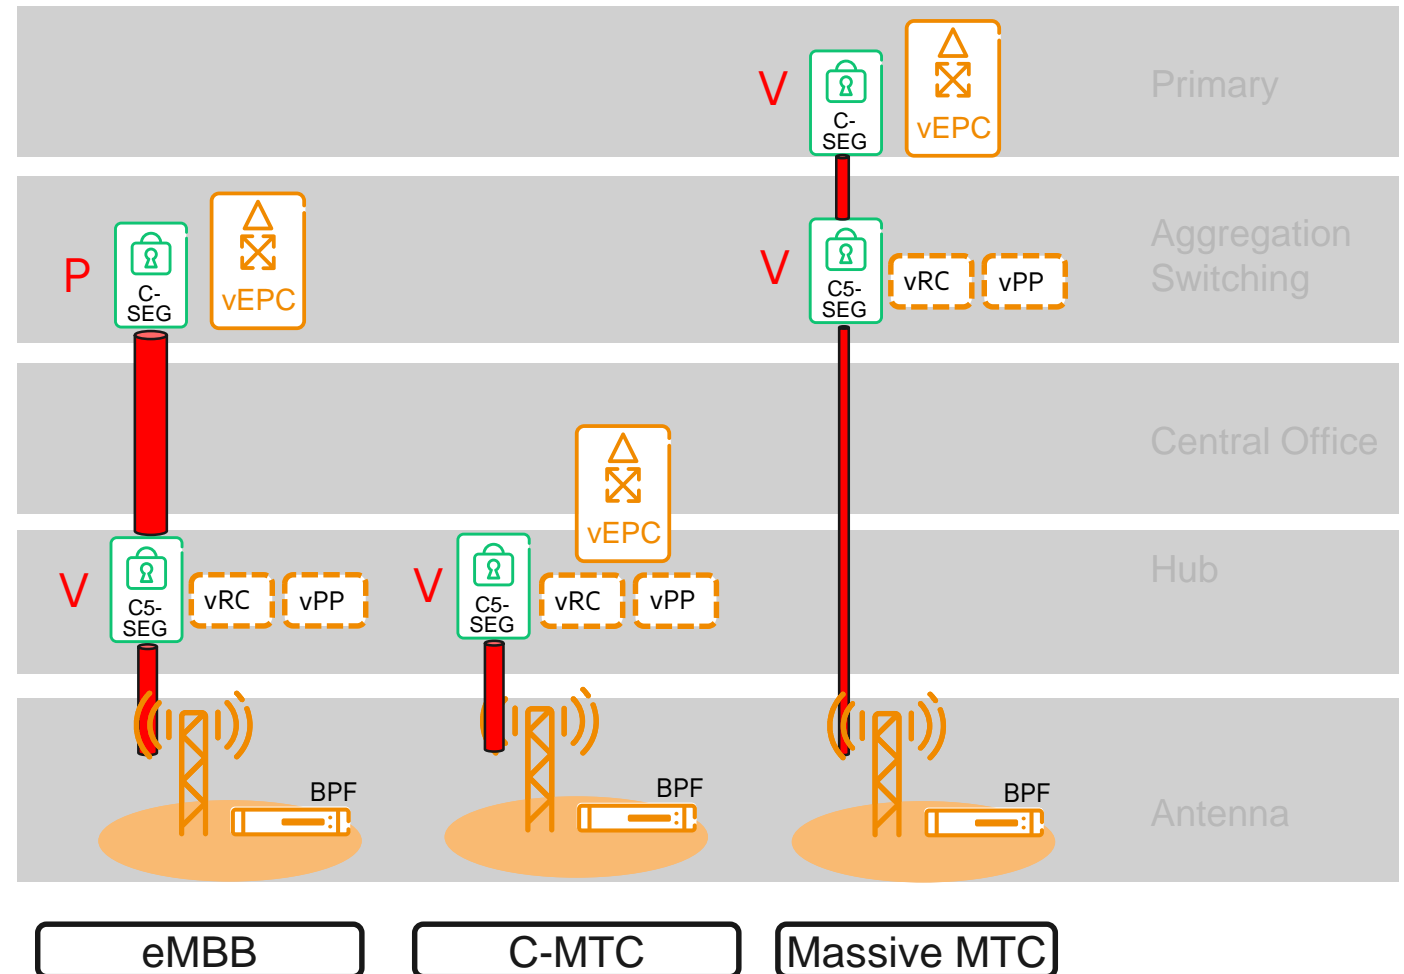 Primary
V
C-
SEG
vEPC
Aggregation
Switching
P
C-
SEG
vEPC
V
C5-
SEG
vRC
vPP
Central Office
vEPC
Hub
V
C5-
SEG
vRC
vPP
V
C5-
SEG
vRC
vPP
Antenna
BPF
BPF
BPF
eMBB
C-MTC
Massive MTC